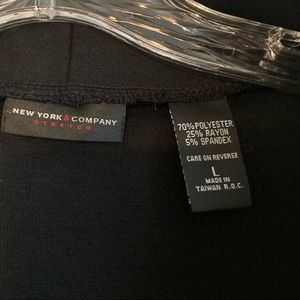 NEW YORK & COMPANY
STRETCH
70% POLYESTER
25% RAYON
5% SPANDEX
CARE ON REVERSE
L
MADE IN
TAIWAN R.O.C.